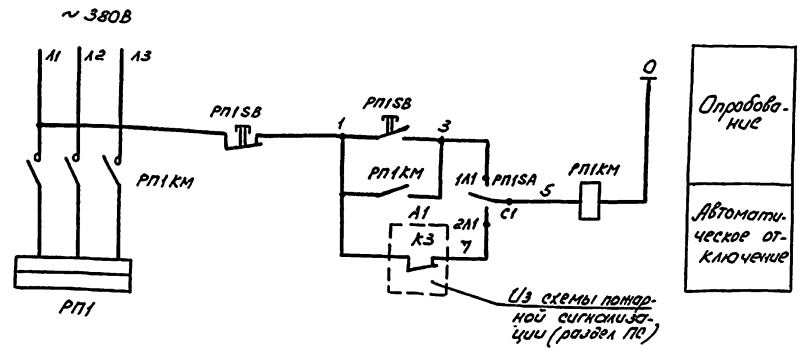 ~ 380В
Л1
Л2
Л3
РП1SB
1
РП1SB
3
0
Опробова-
ние
РП1КМ
РП1КМ
1Л1
РП1SA
5
РП1КМ
С1
А1
К3
2Л1
7
Автомати-
ческое от-
ключение
РП1
Из схемы пожар-
ной сигнализа-
ции (раздел ПС)